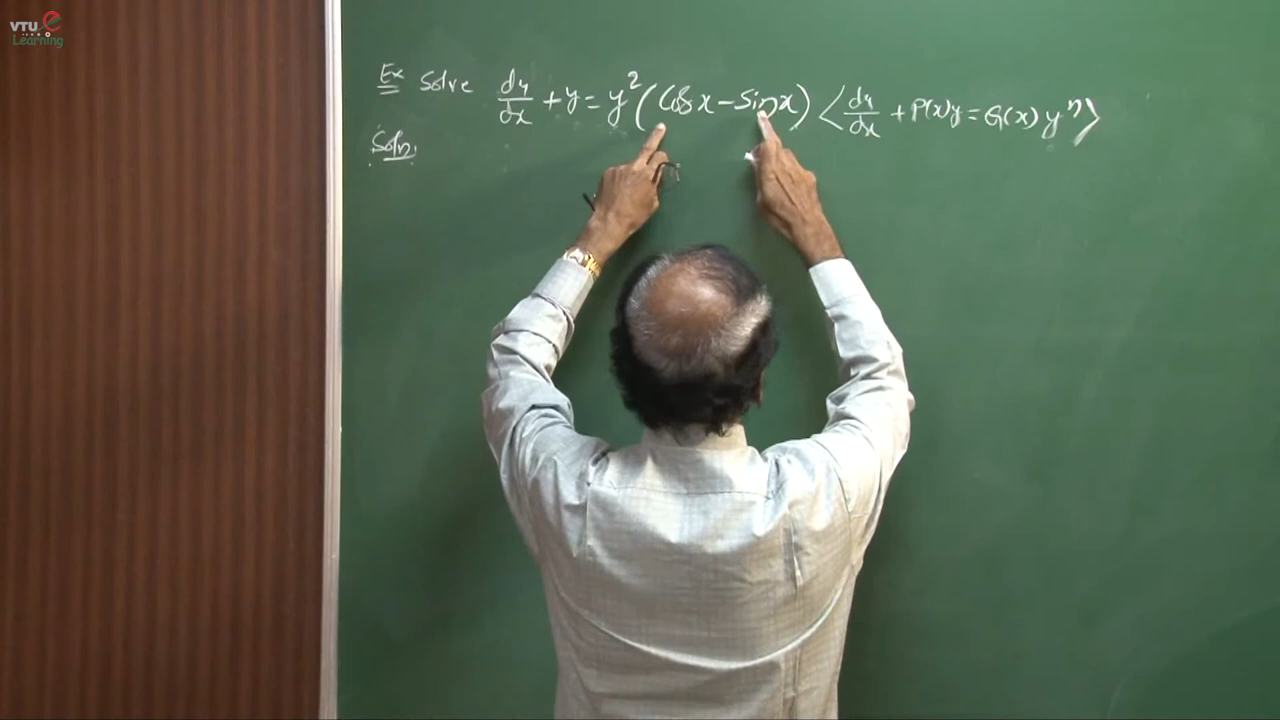 VTU e
Learning
Ex Solve dy/dx + y = y² (Cos x - Sin x) < dy/dx + P(x)y = Q(x) yⁿ >
Soln.